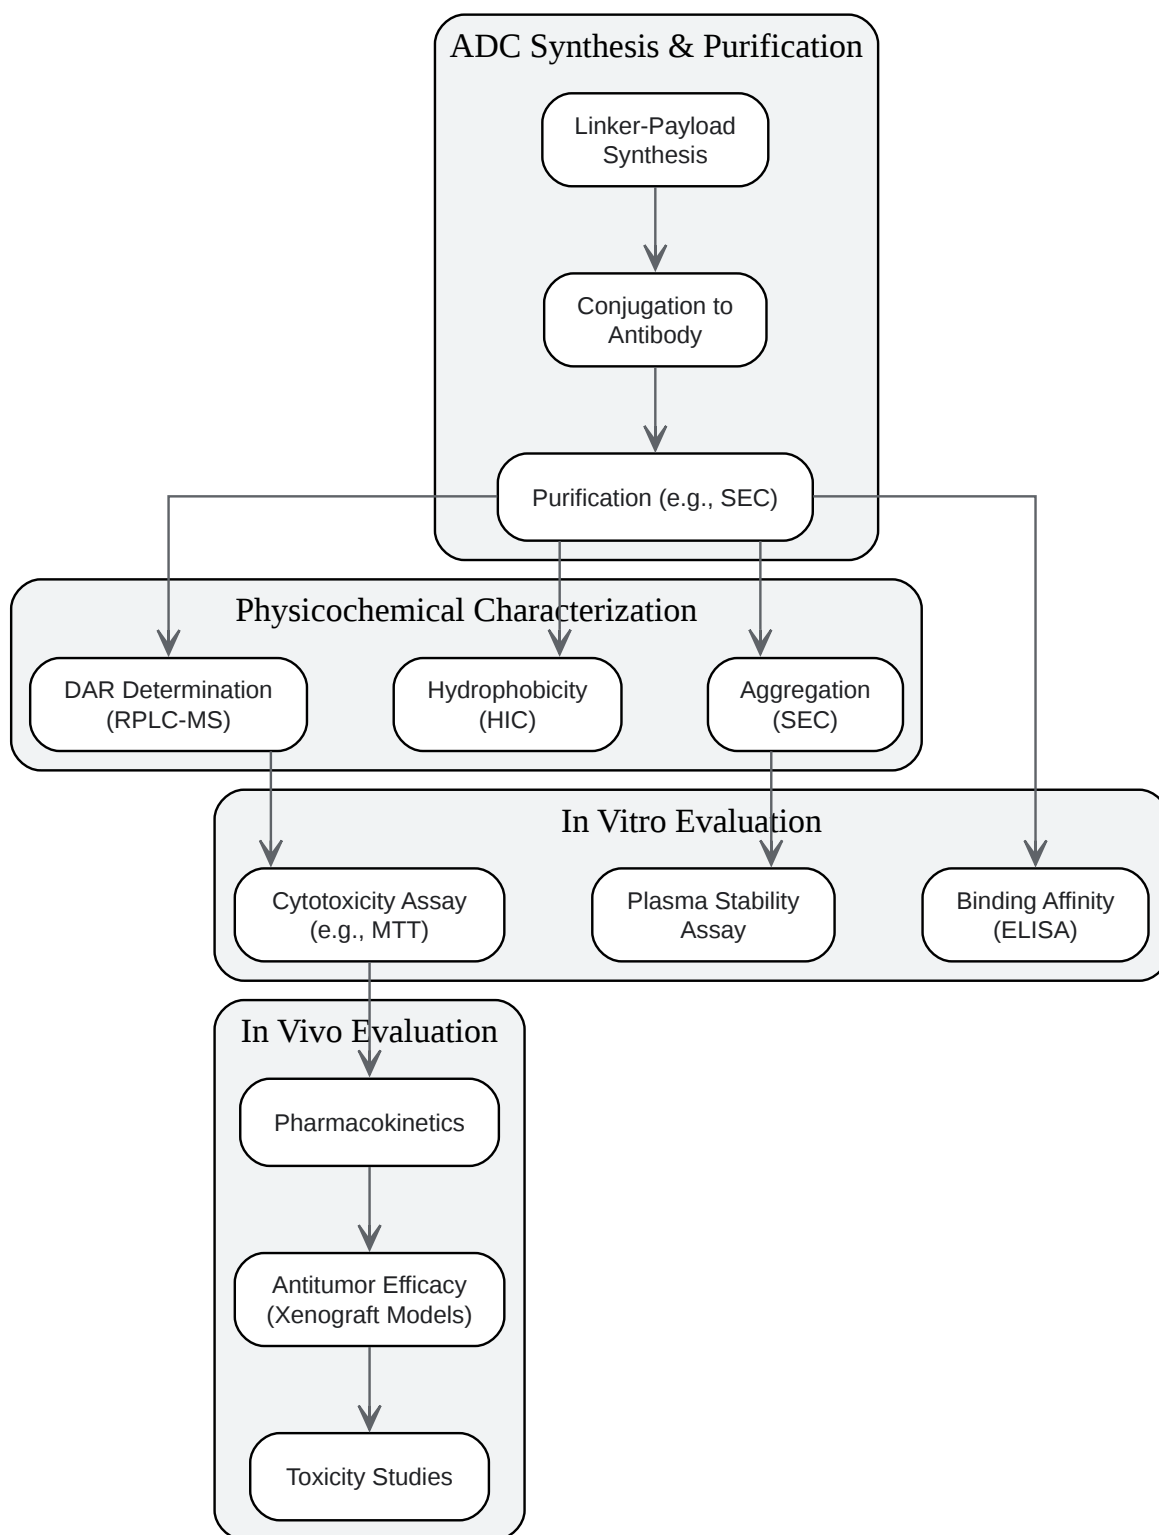 ADC Synthesis & Purification
Linker-Payload
Synthesis
Conjugation to
Antibody
Purification (e.g., SEC)
Physicochemical Characterization
DAR Determination
(RPLC-MS)
Hydrophobicity
(HIC)
Aggregation
(SEC)
In Vitro Evaluation
Cytotoxicity Assay
(e.g., MTT)
Plasma Stability
Assay
Binding Affinity
(ELISA)
In Vivo Evaluation
Pharmacokinetics
Antitumor Efficacy
(Xenograft Models)
Toxicity Studies